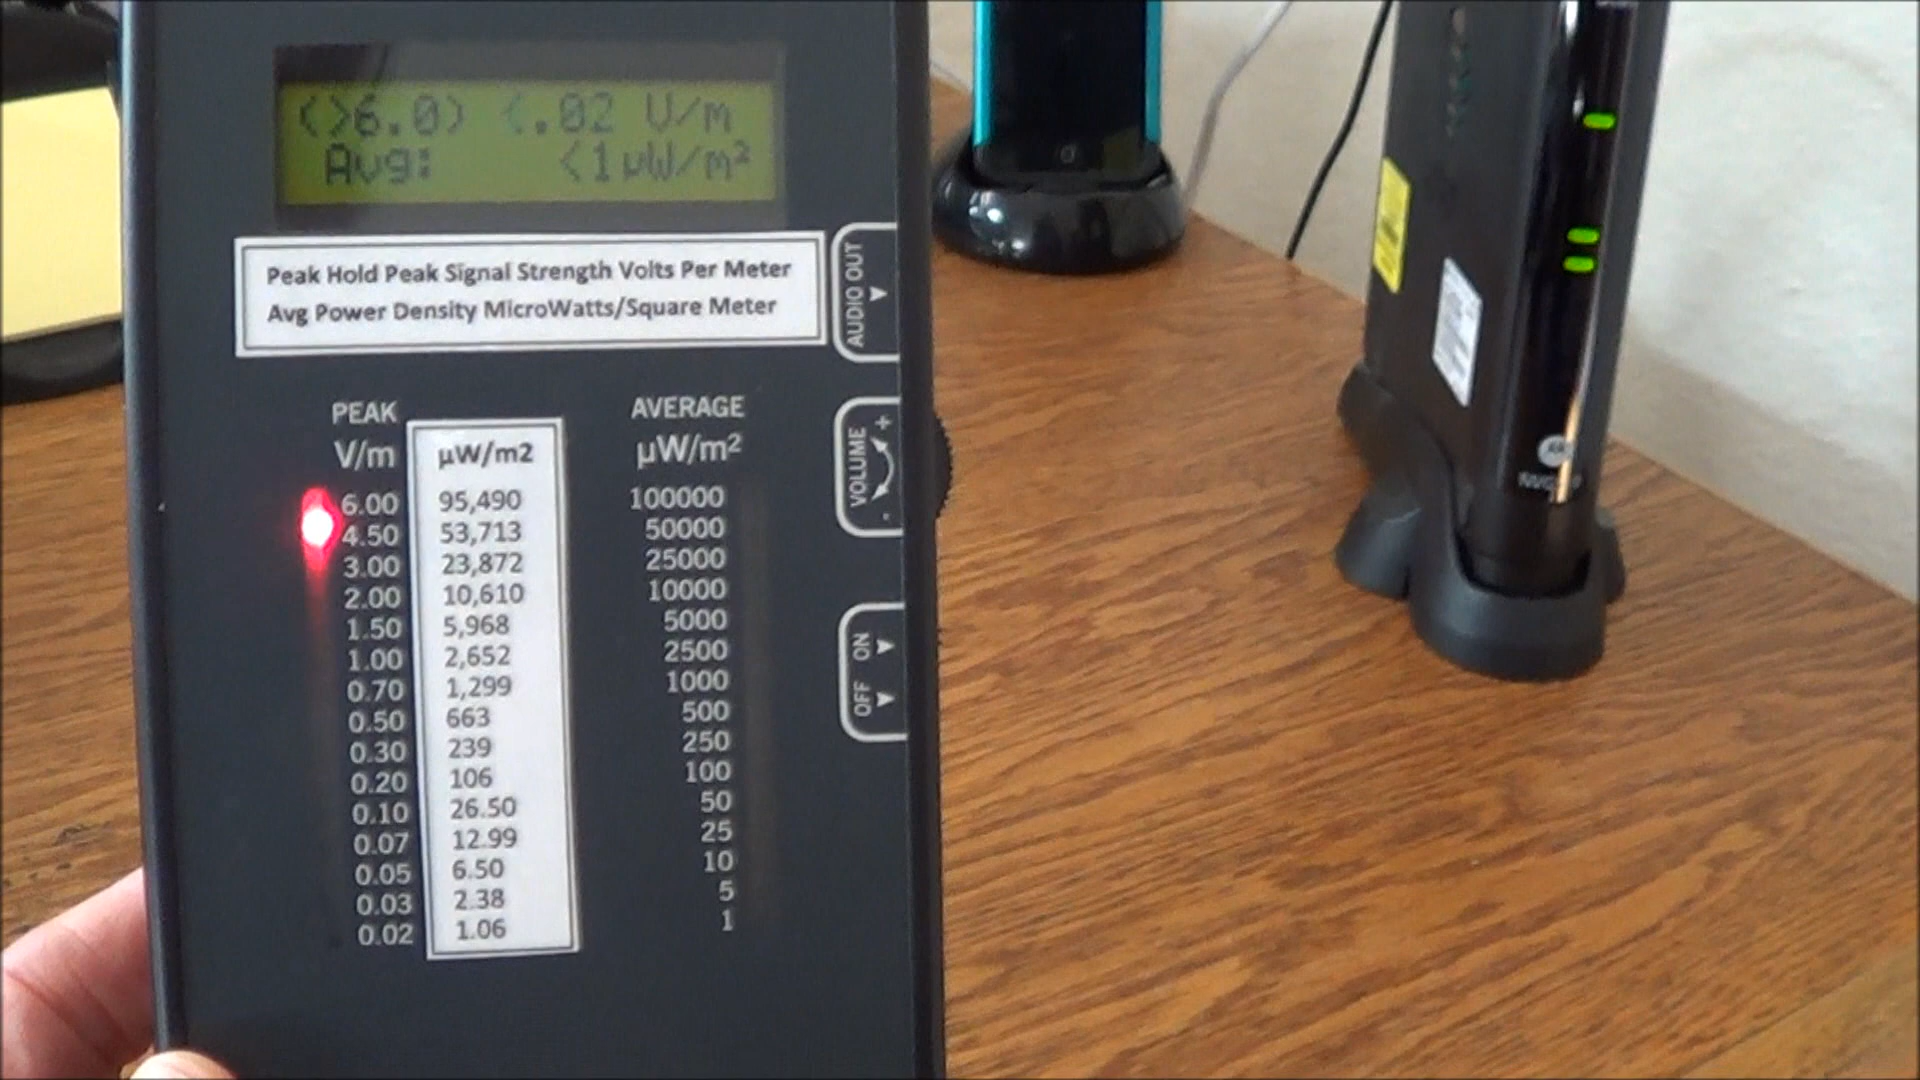 (>6.0) <.02 V/m
Avg: <1µW/m²
Peak Hold Peak Signal Strength Volts Per Meter
Avg Power Density MicroWatts/Square Meter
AUDIO OUT
PEAK
V/m
µW/m2
AVERAGE
µW/m²
VOLUME
+
-
6.00 95,490 100000
4.50 53,713 50000
3.00 23,872 25000
2.00 10,610 10000
1.50 5,968 5000
1.00 2,652 2500
0.70 1,299 1000
0.50 663 500
0.30 239 250
0.20 106 100
0.10 26.50 50
0.07 12.99 25
0.05 6.50 10
0.03 2.38 5
0.02 1.06 1
OFF ON